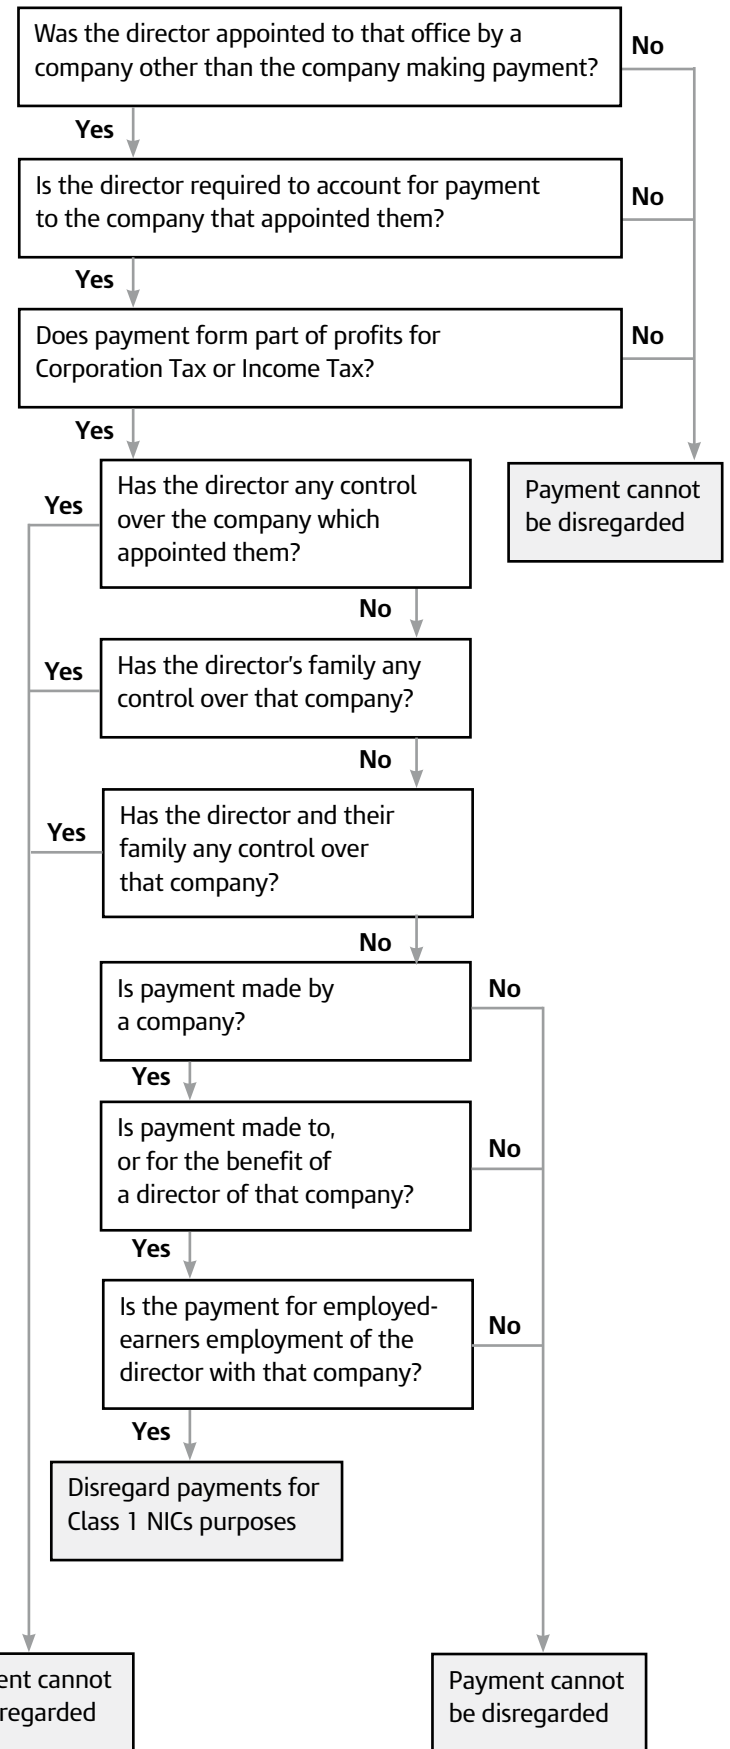 Was the director appointed to that office by a
company other than the company making payment?
No
Yes
Is the director required to account for payment
to the company that appointed them?
No
Yes
Does payment form part of profits for
Corporation Tax or Income Tax?
No
Yes
Payment cannot
be disregarded
Has the director any control
over the company which
appointed them?
Yes
No
Has the director's family any
control over that company?
Yes
No
Has the director and their
family any control over
that company?
Yes
No
Is payment made by
a company?
No
Yes
Is payment made to,
or for the benefit of
a director of that company?
No
Yes
Is the payment for employed-
earners employment of the
director with that company?
No
Yes
Disregard payments for
Class 1 NICs purposes
cannot
Payment cannot
be disregarded